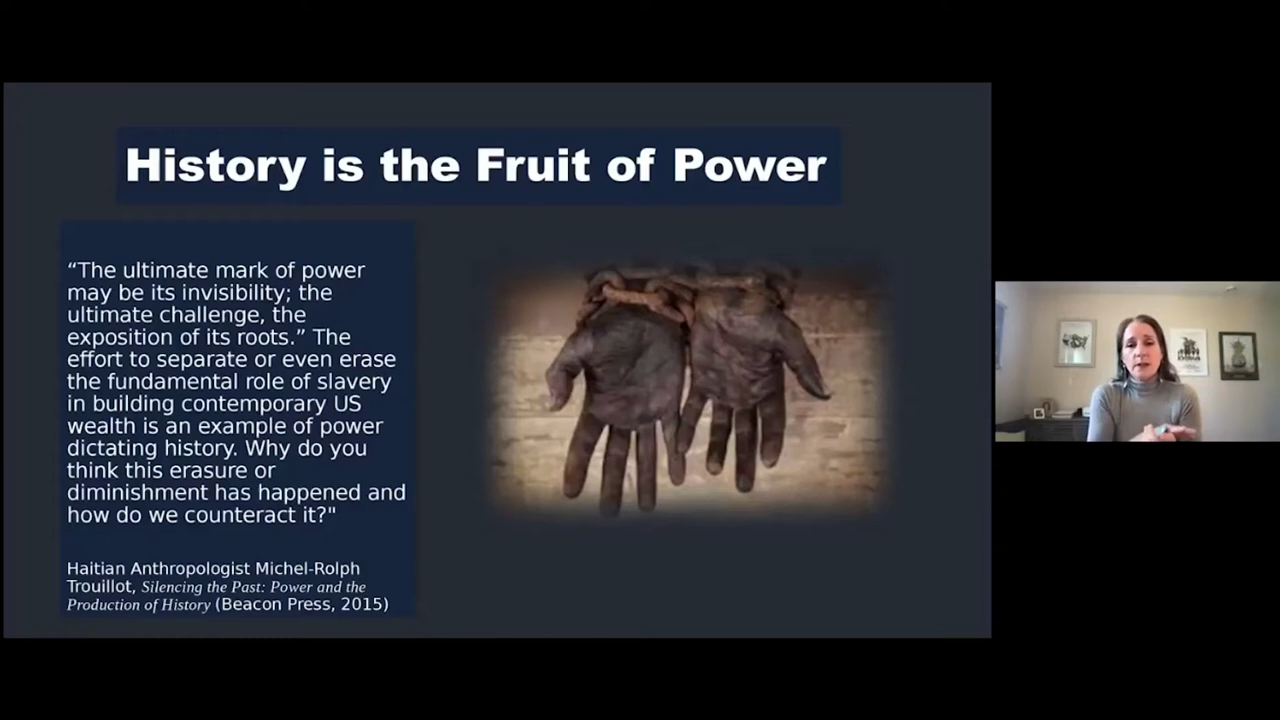 History is the Fruit of Power
“The ultimate mark of power
may be its invisibility; the
ultimate challenge, the
exposition of its roots.” The
effort to separate or even erase
the fundamental role of slavery
in building contemporary US
wealth is an example of power
dictating history. Why do you
think this erasure or
diminishment has happened and
how do we counteract it?"
Haitian Anthropologist Michel-Rolph
Trouillot, Silencing the Past: Power and the
Production of History (Beacon Press, 2015)